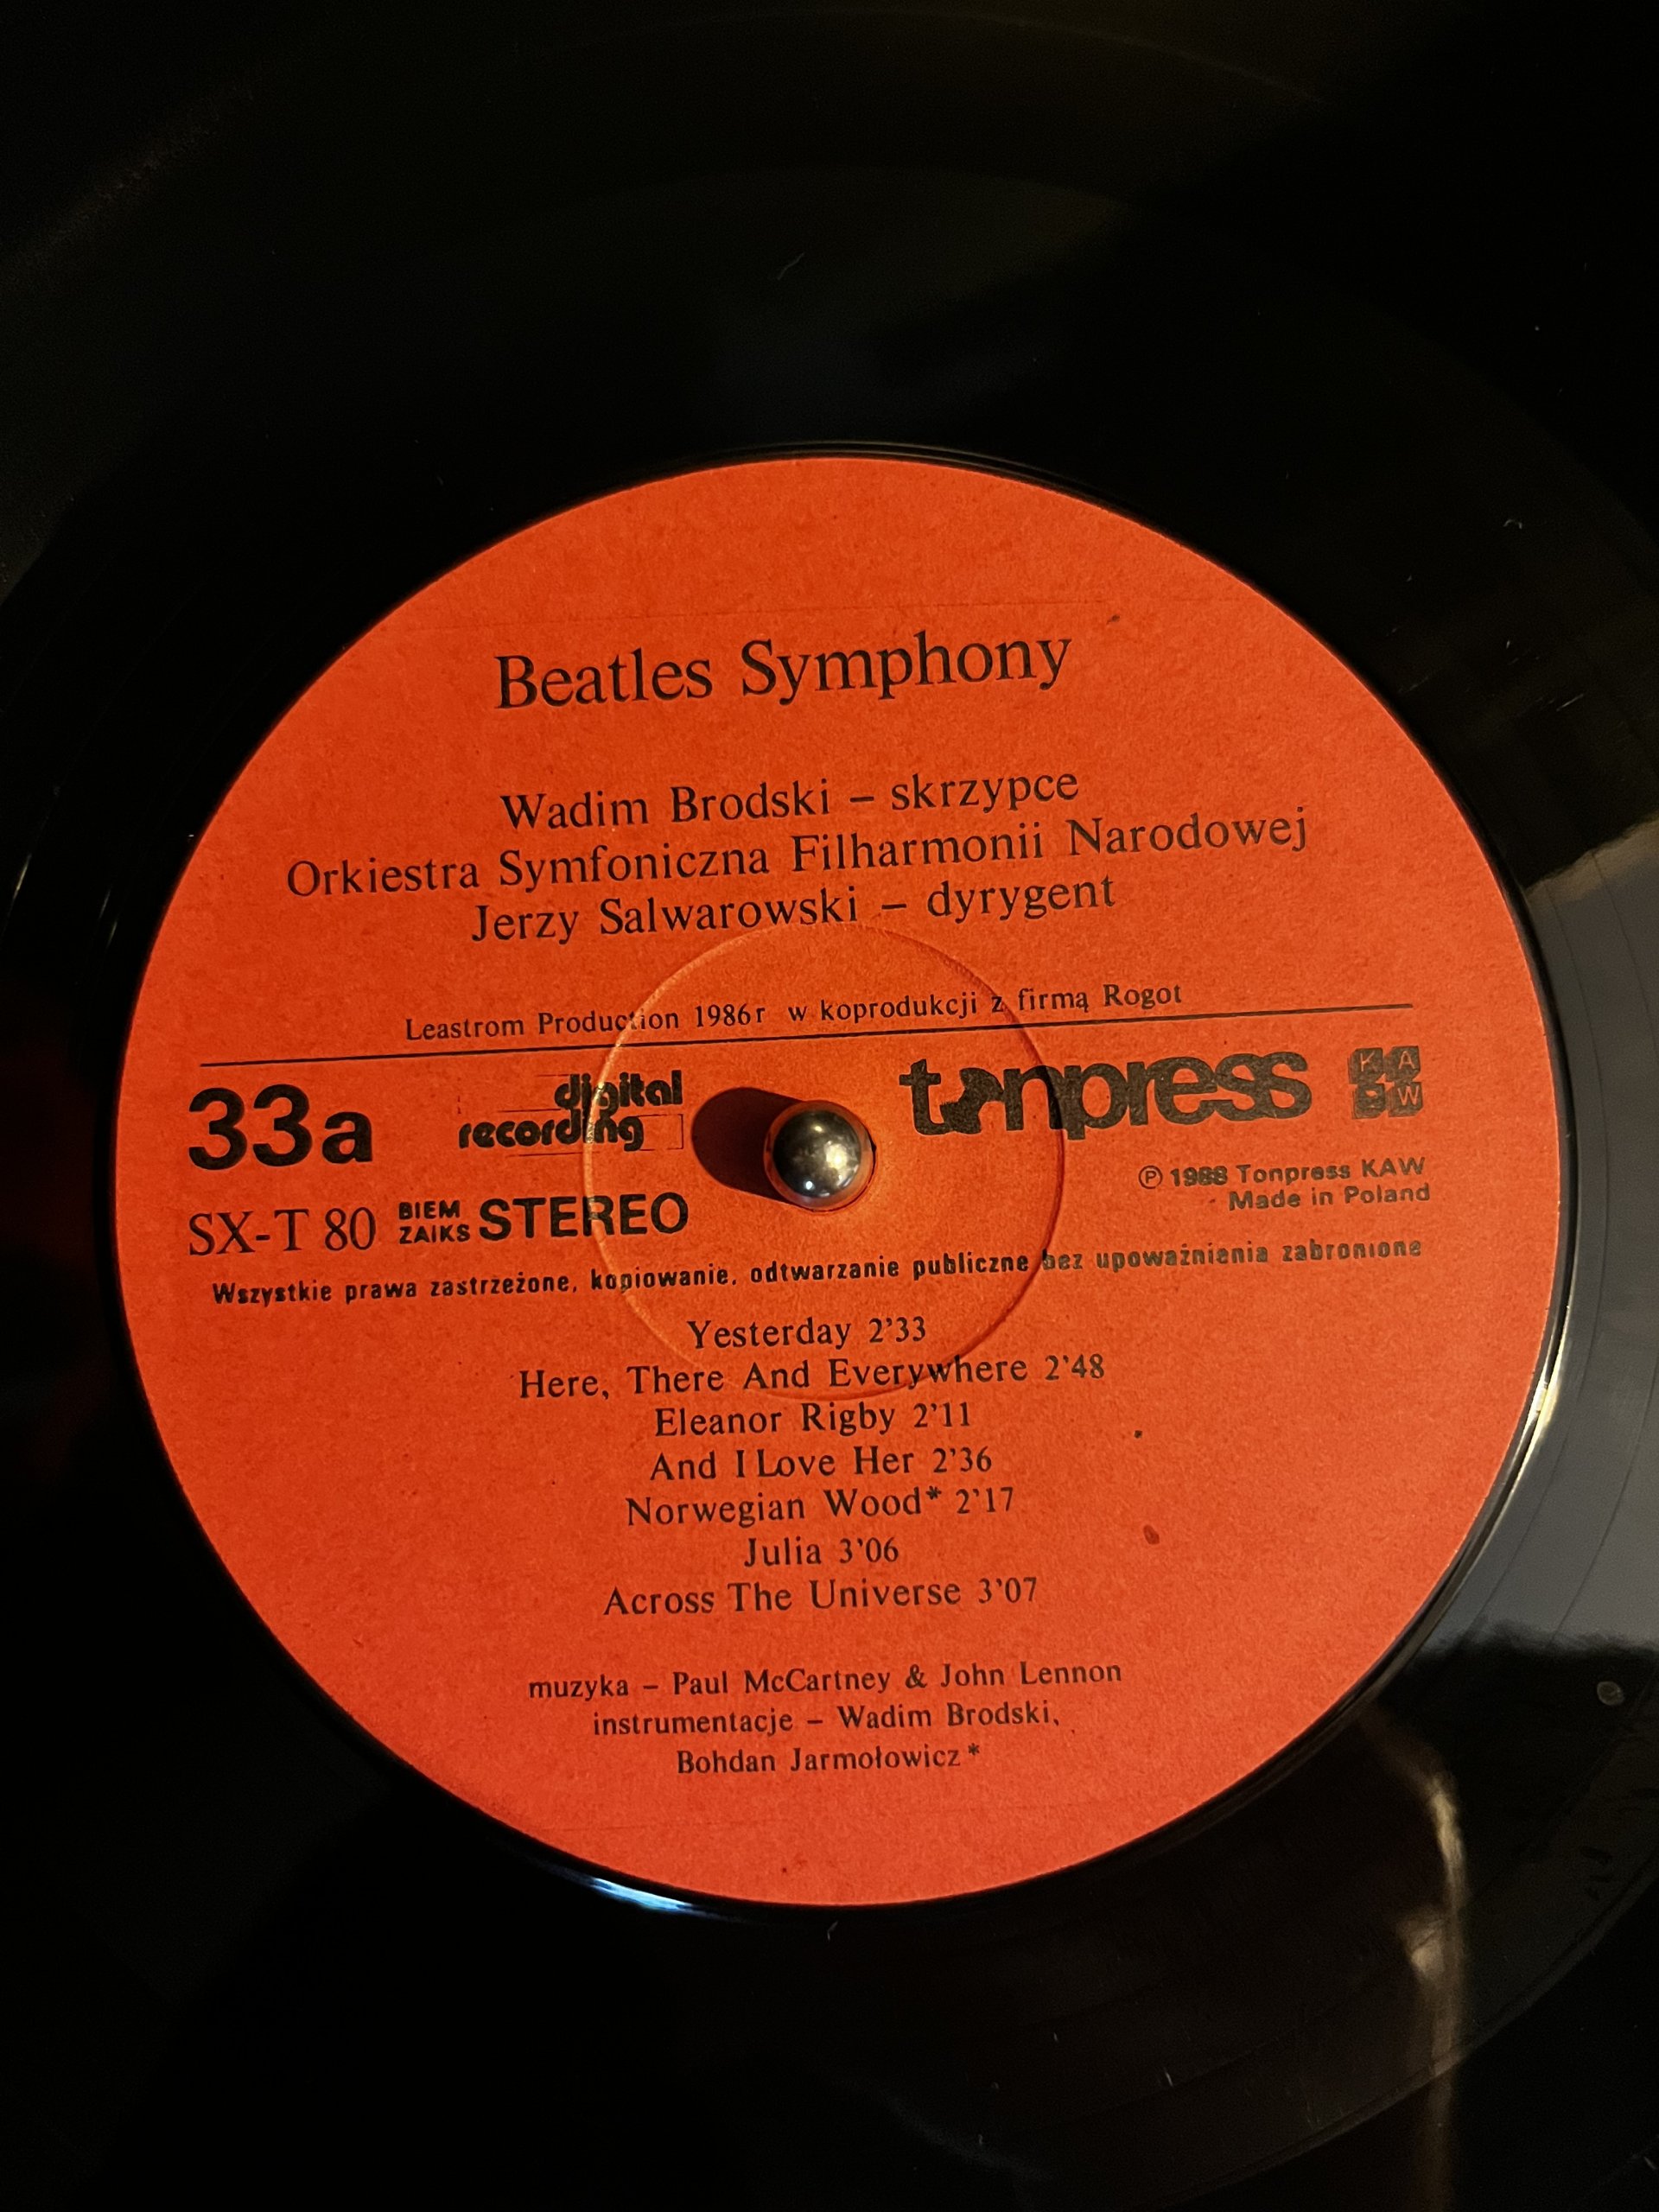 Beatles Symphony
Wadim Brodski – skrzypce
Orkiestra Symfoniczna Filharmonii Narodowej
Jerzy Salwarowski – dyrygent
Leastrom Production 1986r w koprodukcji z firmą Rogot
33a
digital
recording
tonpress
KAW
SX-T 80
BIEM
ZAIKS
STEREO
℗ 1988 Tonpress KAW
Made in Poland
Wszystkie prawa zastrzeżone, kopiowanie, odtwarzanie publiczne bez upoważnienia zabronione
Yesterday 2'33
Here, There And Everywhere 2'48
Eleanor Rigby 2'11
And I Love Her 2'36
Norwegian Wood* 2'17
Julia 3'06
Across The Universe 3'07
muzyka – Paul McCartney & John Lennon
instrumentacje – Wadim Brodski,
Bohdan Jarmołowicz*